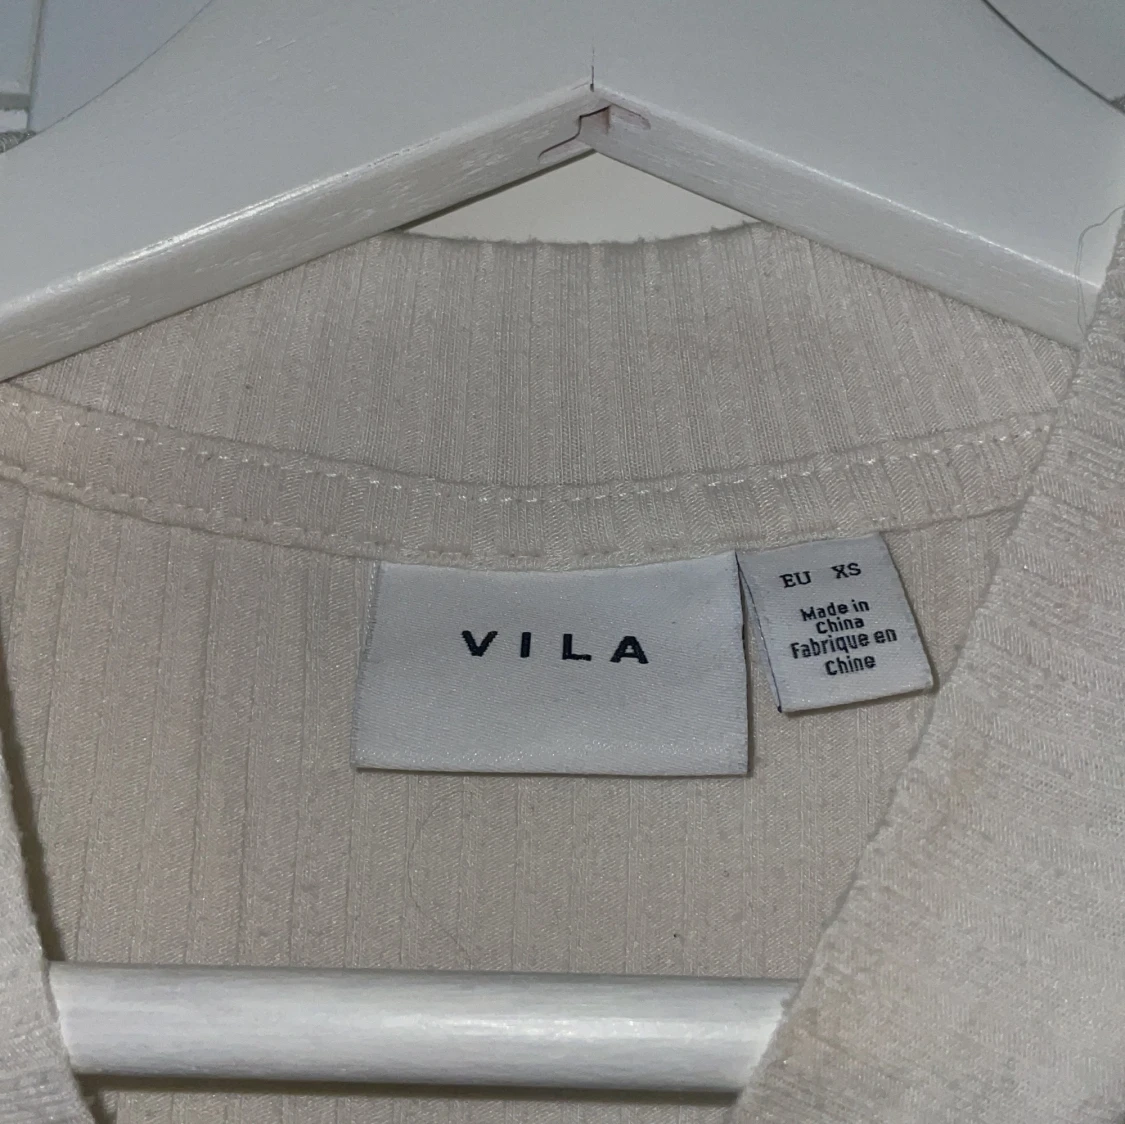 VILA
EU XS
Made in
China
Fabrique en
Chine